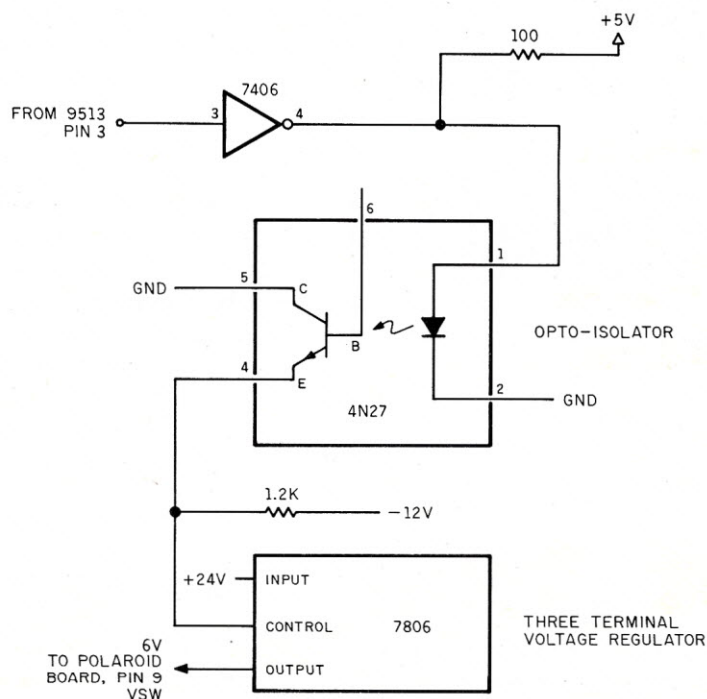 +5V
100
7406
FROM 9513
PIN 3
3
4
6
1
5
C
GND
B
OPTO-ISOLATOR
4
E
2
GND
4N27
1.2K
-12V
+24V
INPUT
CONTROL
7806
THREE TERMINAL
VOLTAGE REGULATOR
6V
TO POLAROID
BOARD, PIN 9
VSW
OUTPUT